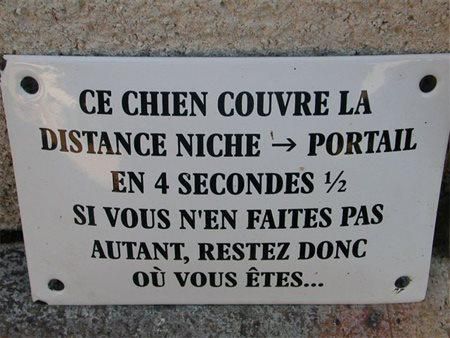 CE CHIEN COUVRE LA
DISTANCE NICHE → PORTAIL
EN 4 SECONDES ½
SI VOUS N'EN FAITES PAS
AUTANT, RESTEZ DONC
OÙ VOUS ÊTES...